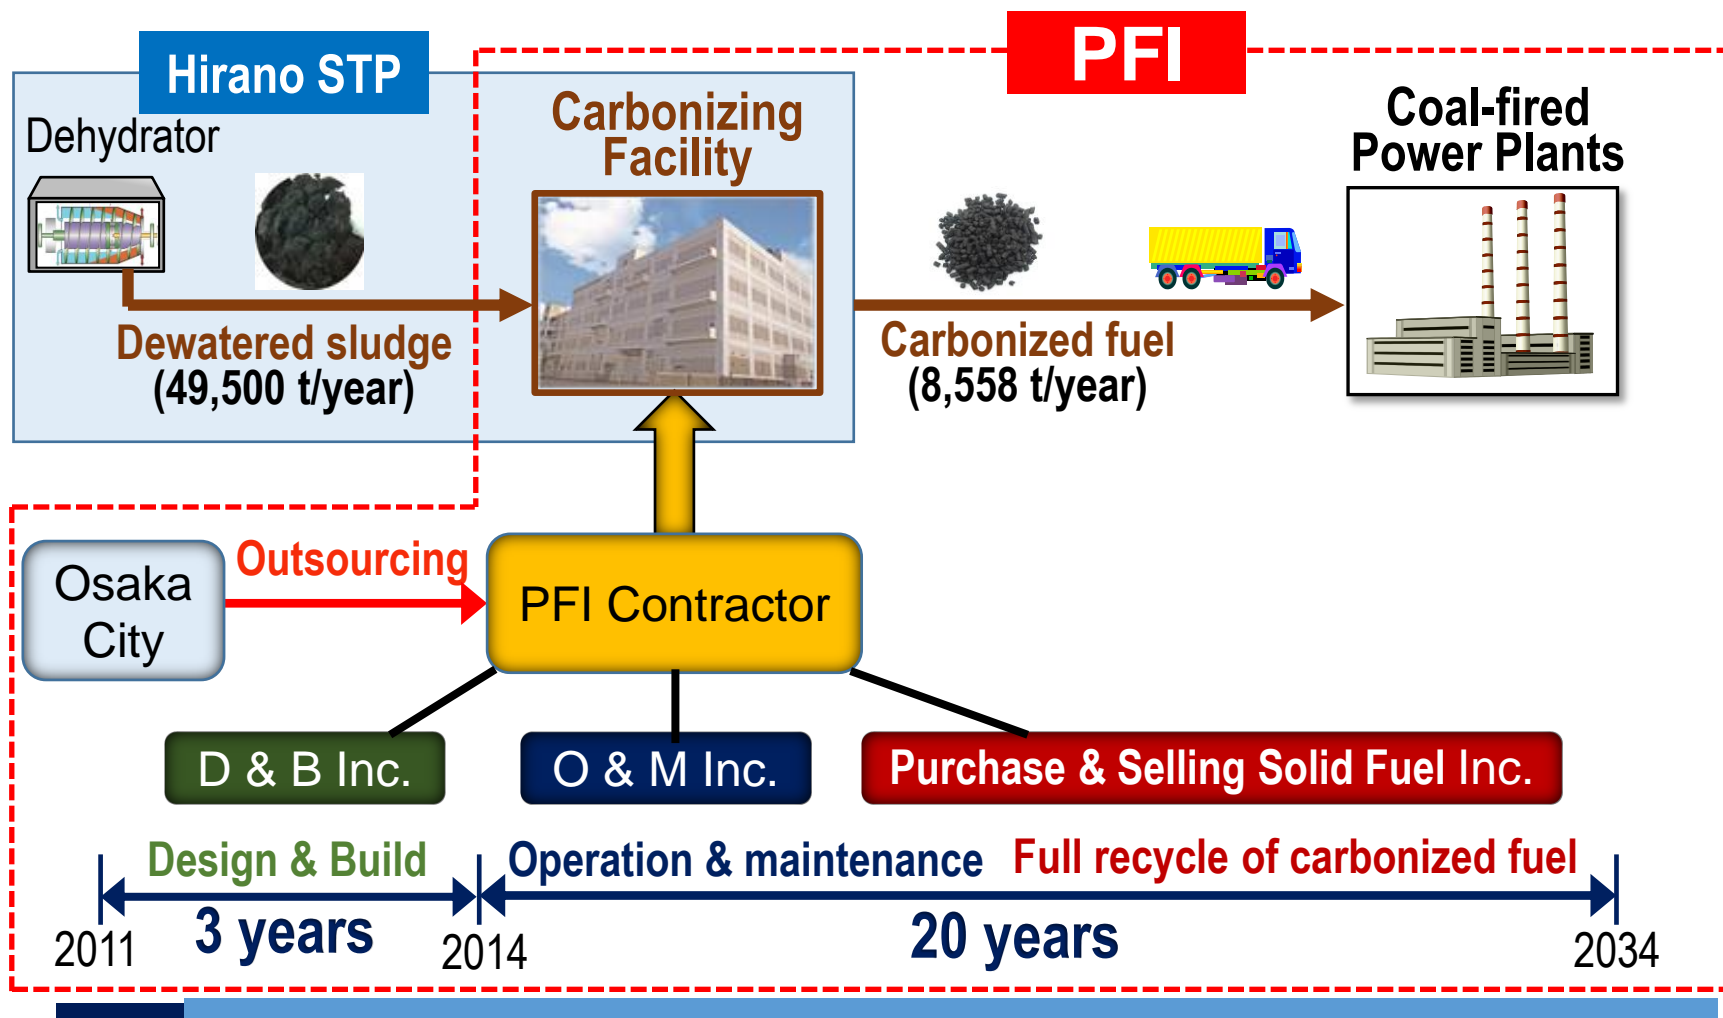 Hirano STP
PFI
Dehydrator
Carbonizing
Facility
Coal-fired
Power Plants
Dewatered sludge
(49,500 t/year)
Carbonized fuel
(8,558 t/year)
Osaka
City
Outsourcing
PFI Contractor
D & B Inc.
O & M Inc.
Purchase & Selling Solid Fuel Inc.
Design & Build
Operation & maintenance
Full recycle of carbonized fuel
3 years
20 years
2011
2014
2034